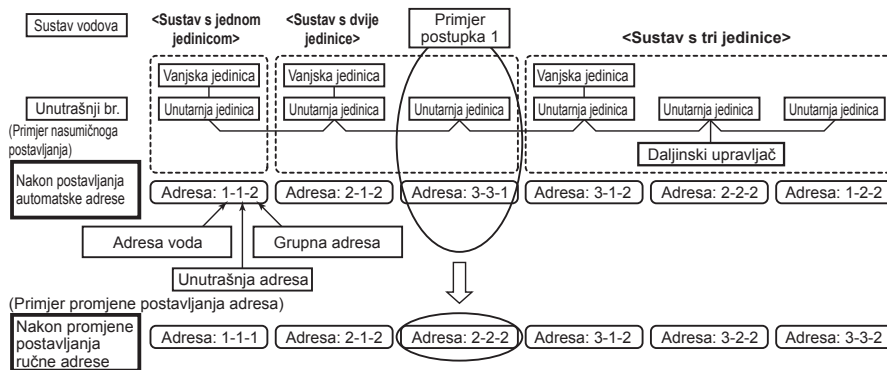 Sustav vodova
<Sustav s jednom
jedinicom>
<Sustav s dvije
jedinice>
Primjer
postupka 1
<Sustav s tri jedinice>
Vanjska jedinica
Vanjska jedinica
Vanjska jedinica
Unutrašnji br.
Unutarnja jedinica
Unutarnja jedinica
Unutarnja jedinica
Unutarnja jedinica
Unutarnja jedinica
Unutarnja jedinica
(Primjer nasumičnoga
postavljanja)
Daljinski upravljač
Nakon postavljanja
automatske adrese
Adresa: 1-1-2
Adresa: 2-1-2
Adresa: 3-3-1
Adresa: 3-1-2
Adresa: 2-2-2
Adresa: 1-2-2
Adresa voda
Grupna adresa
Unutrašnja adresa
(Primjer promjene postavljanja adresa)
Nakon promjene
postavljanja
ručne adrese
Adresa: 1-1-1
Adresa: 2-1-2
Adresa: 2-2-2
Adresa: 3-1-2
Adresa: 3-2-2
Adresa: 3-3-2